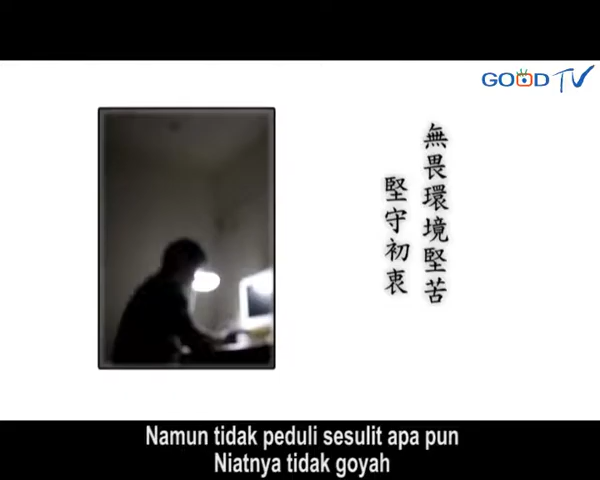 GOOD TV
無畏環境堅苦
堅守初衷
Namun tidak peduli sesulit apa pun
Niatnya tidak goyah